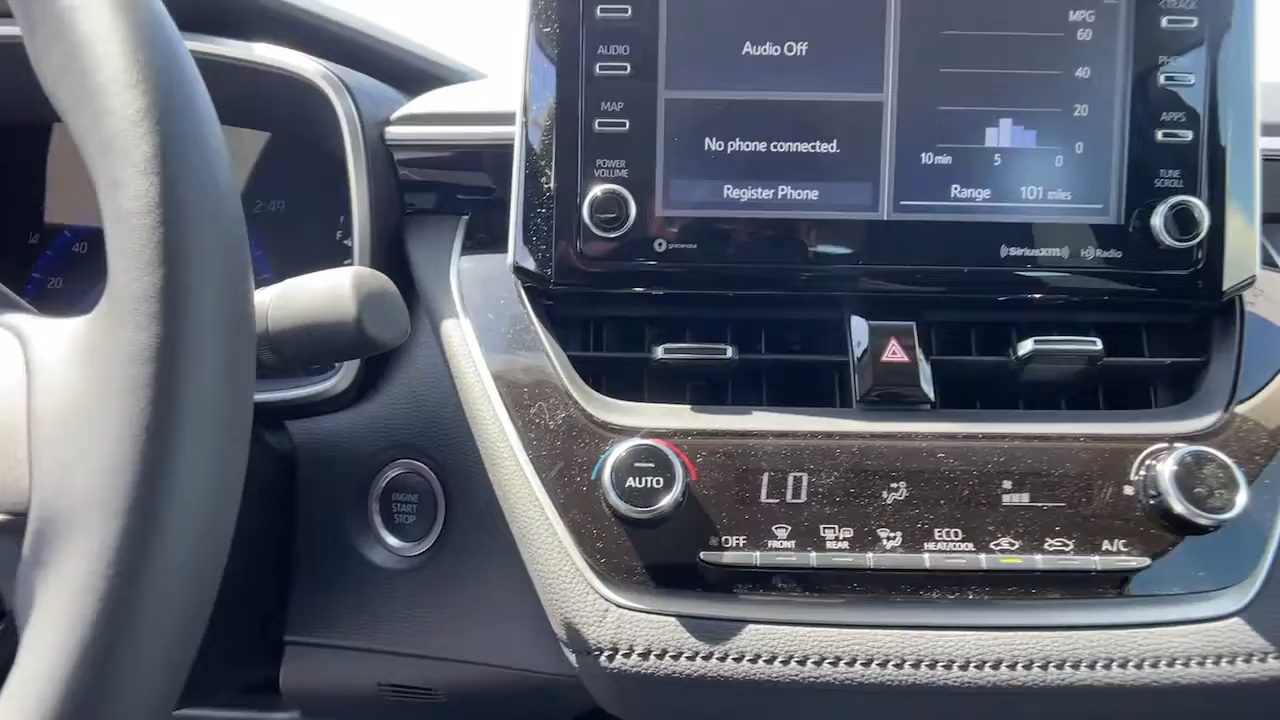 2:49
40
20
F
AUDIO
MAP
POWER
VOLUME
Audio Off
No phone connected.
Register Phone
MPG
60
40
20
0
10 min 5 0
Range 101 miles
TRACK
APPS
TUNE
SCROLL
gracenote
SiriusXM
HD Radio
ENGINE
START
STOP
AUTO
LO
OFF
FRONT
REAR
ECO
HEAT/COOL
A/C